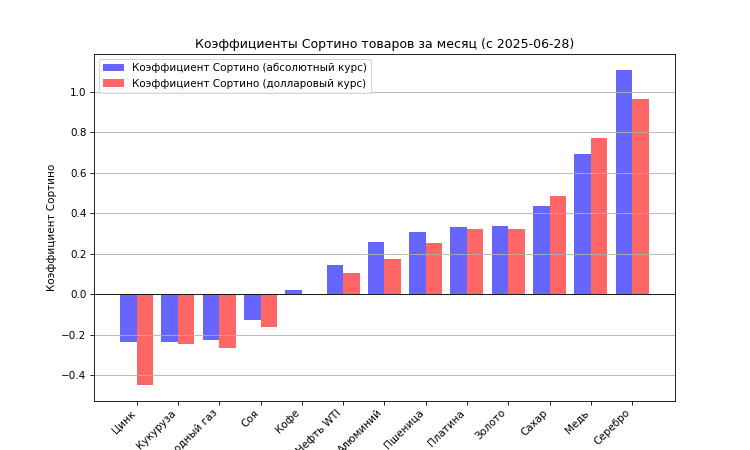 Коэффициенты Сортино товаров за месяц (с 2025-06-28)
Коэффициент Сортино (абсолютный курс)
Коэффициент Сортино (долларовый курс)
Коэффициент Сортино
1.0
0.8
0.6
0.4
0.2
0.0
−0.2
−0.4
Цинк
Кукуруза
одный газ
Соя
Кофе
Нефть WTI
Алюминий
Пшеница
Платина
Золото
Сахар
Медь
Серебро